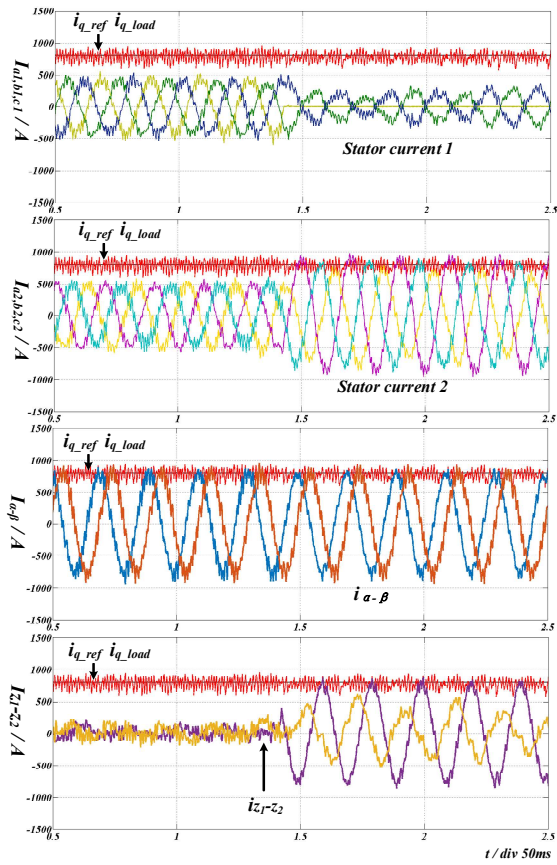 1500
i_q_ref i_q_load
1000
500
0
-500
-1000
-1500
I_a1,b1,c1 / A
Stator current 1
0.5 1 1.5 2 2.5
1500
i_q_ref i_q_load
1000
500
0
-500
-1000
-1500
I_a2,b2,c2 / A
Stator current 2
0.5 1 1.5 2 2.5
1500
i_q_ref i_q_load
1000
500
0
-500
-1000
-1500
I_α-β / A
i α - β
0.5 1 1.5 2 2.5
1500
i_q_ref i_q_load
1000
500
0
-500
-1000
-1500
I_z1-z2 / A
i_z1-z2
0.5 1 1.5 2 2.5
t / div 50ms